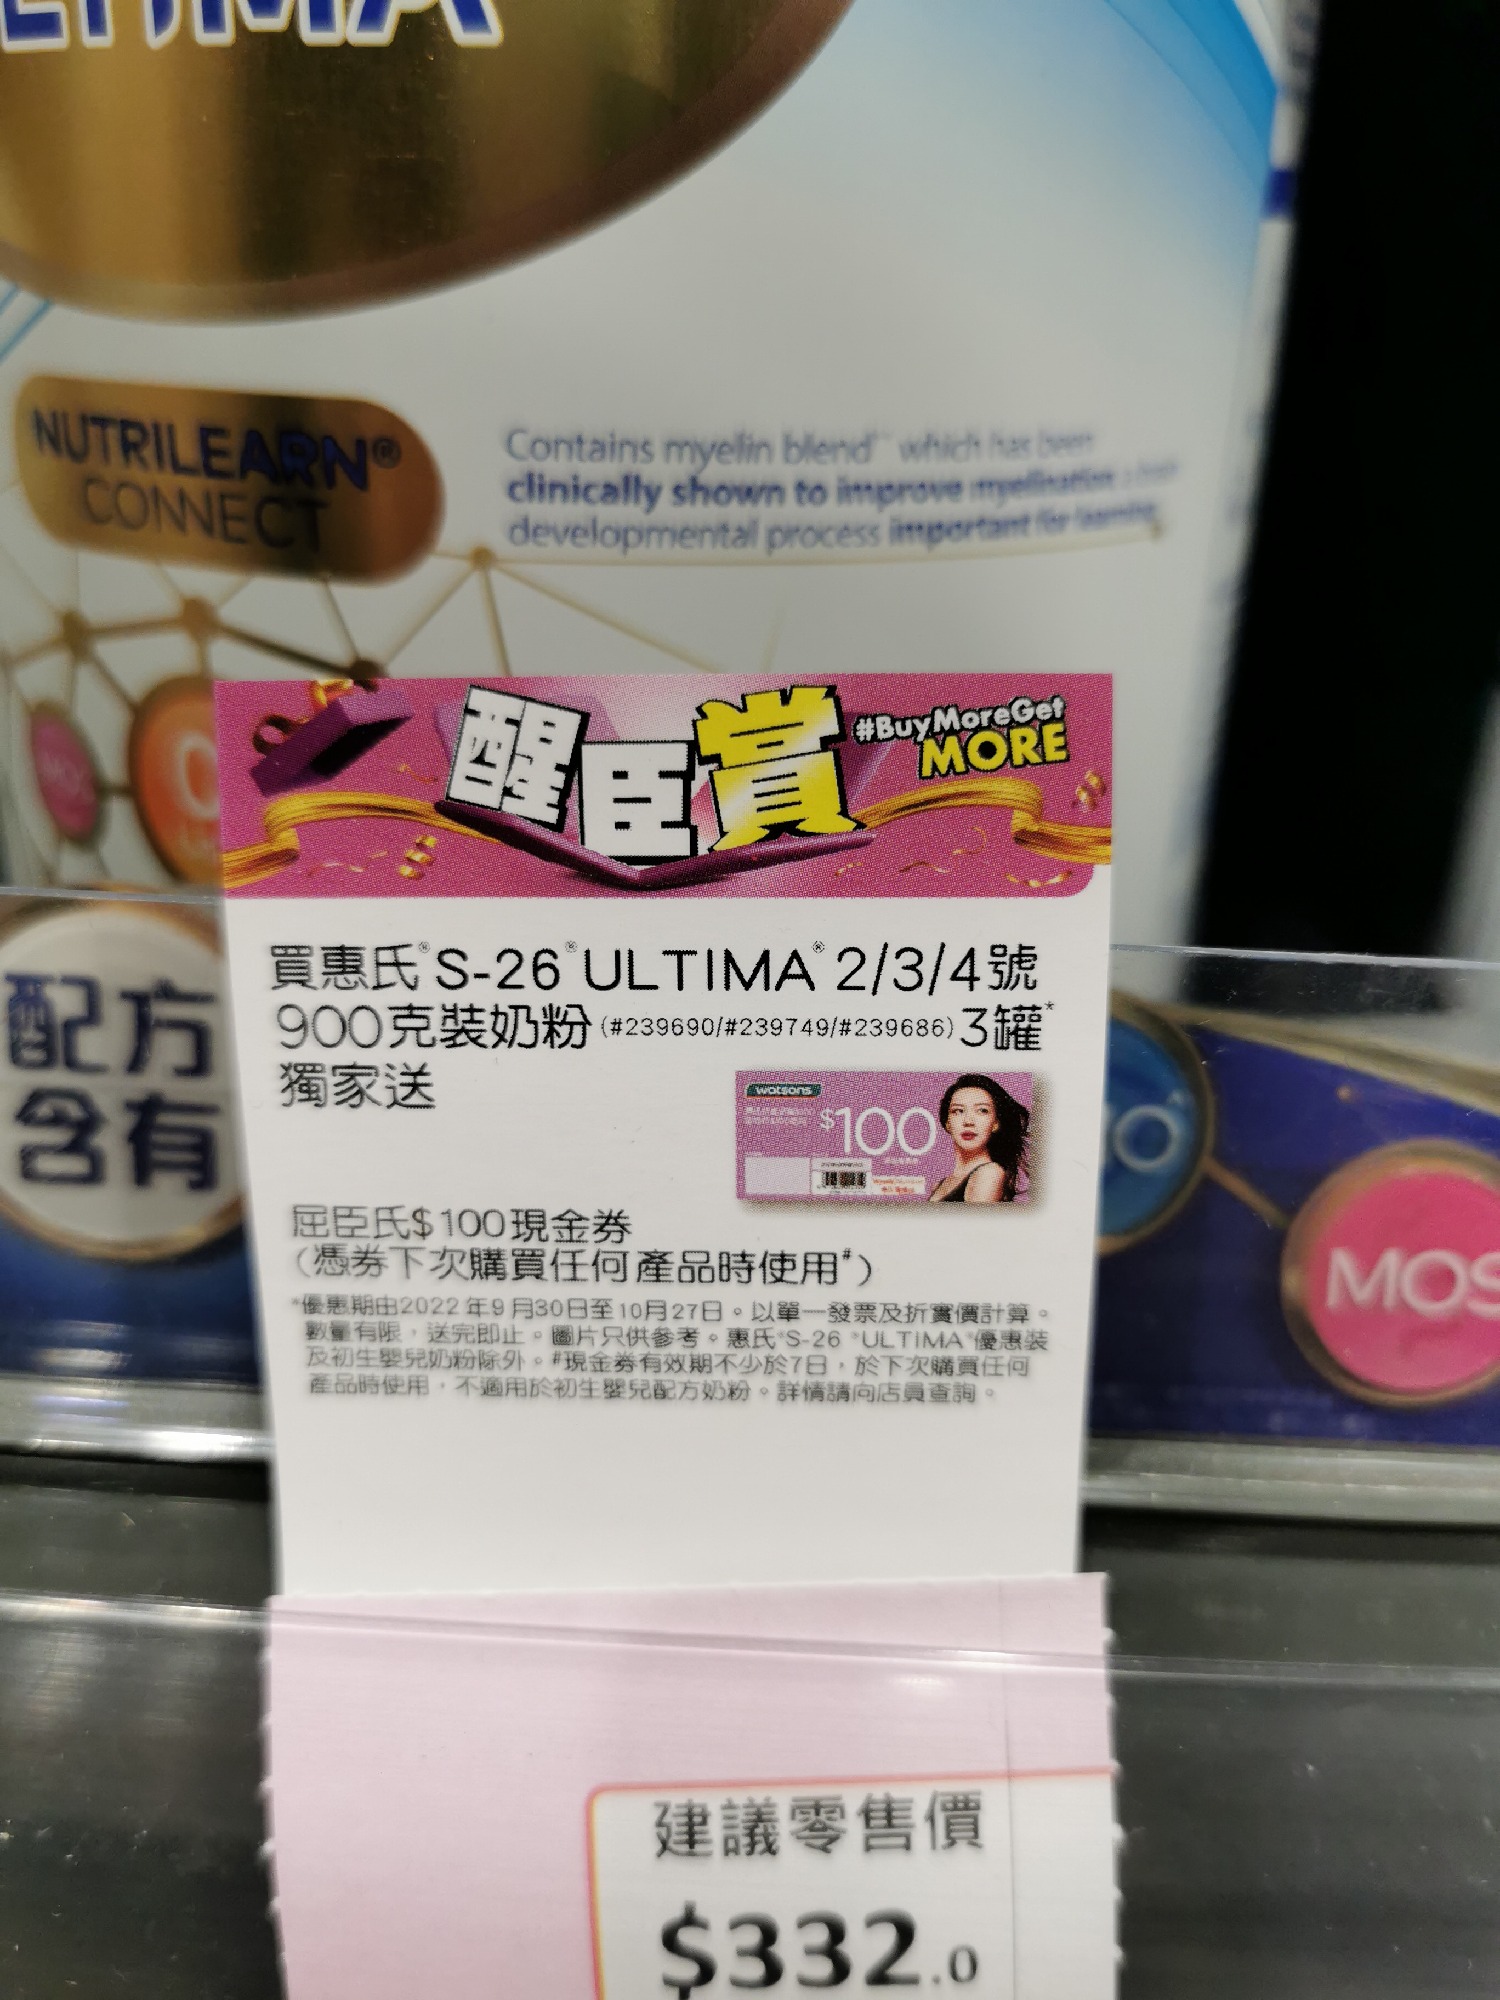 NUTRILEARN®
CONNECT
Contains myelin blend which has been
clinically shown to improve myelination
developmental process important for learning
醒臣賞
#BuyMoreGet
MORE
買惠氏®S-26®ULTIMA®2/3/4號
900克裝奶粉(#239690/#239749/#239686)3罐*
獨家送
watsons
$100
屈臣氏$100現金券
(憑券下次購買任何產品時使用#)
*優惠期由2022年9月30日至10月27日。以單一發票及折實價計算。
數量有限，送完即止。圖片只供參考。惠氏®S-26®ULTIMA®優惠裝
及初生嬰兒奶粉除外。#現金券有效期不少於7日，於下次購買任何
產品時使用，不適用於初生嬰兒配方奶粉。詳情請向店員查詢。
配方
含有
MOS
建議零售價
$332.0